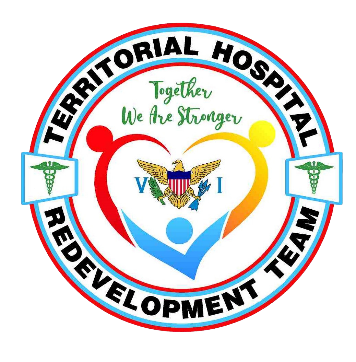 TERRITORIAL HOSPITAL
Together
We Are Stronger
V I
REDEVELOPMENT TEAM